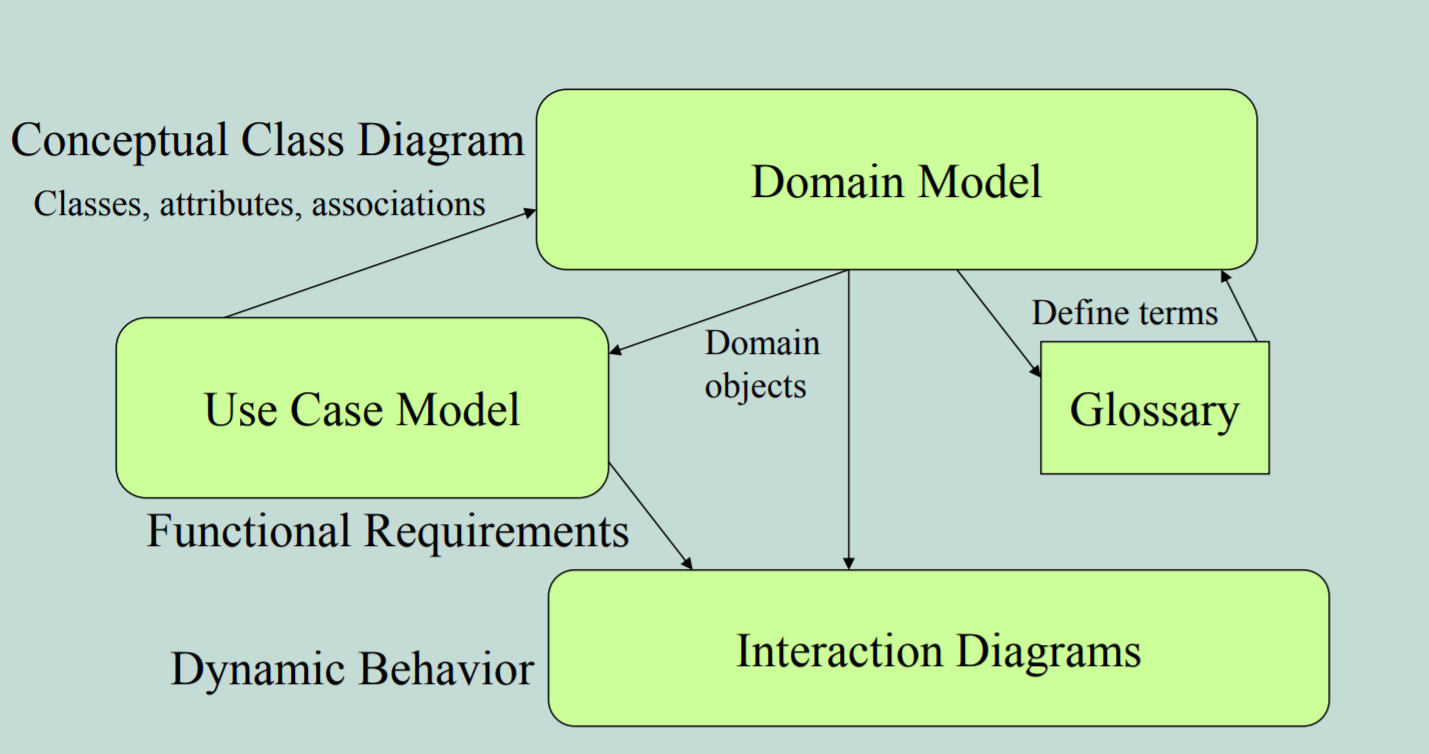 Conceptual Class Diagram
Classes, attributes, associations
Domain Model
Define terms
Domain
objects
Use Case Model
Glossary
Functional Requirements
Dynamic Behavior
Interaction Diagrams